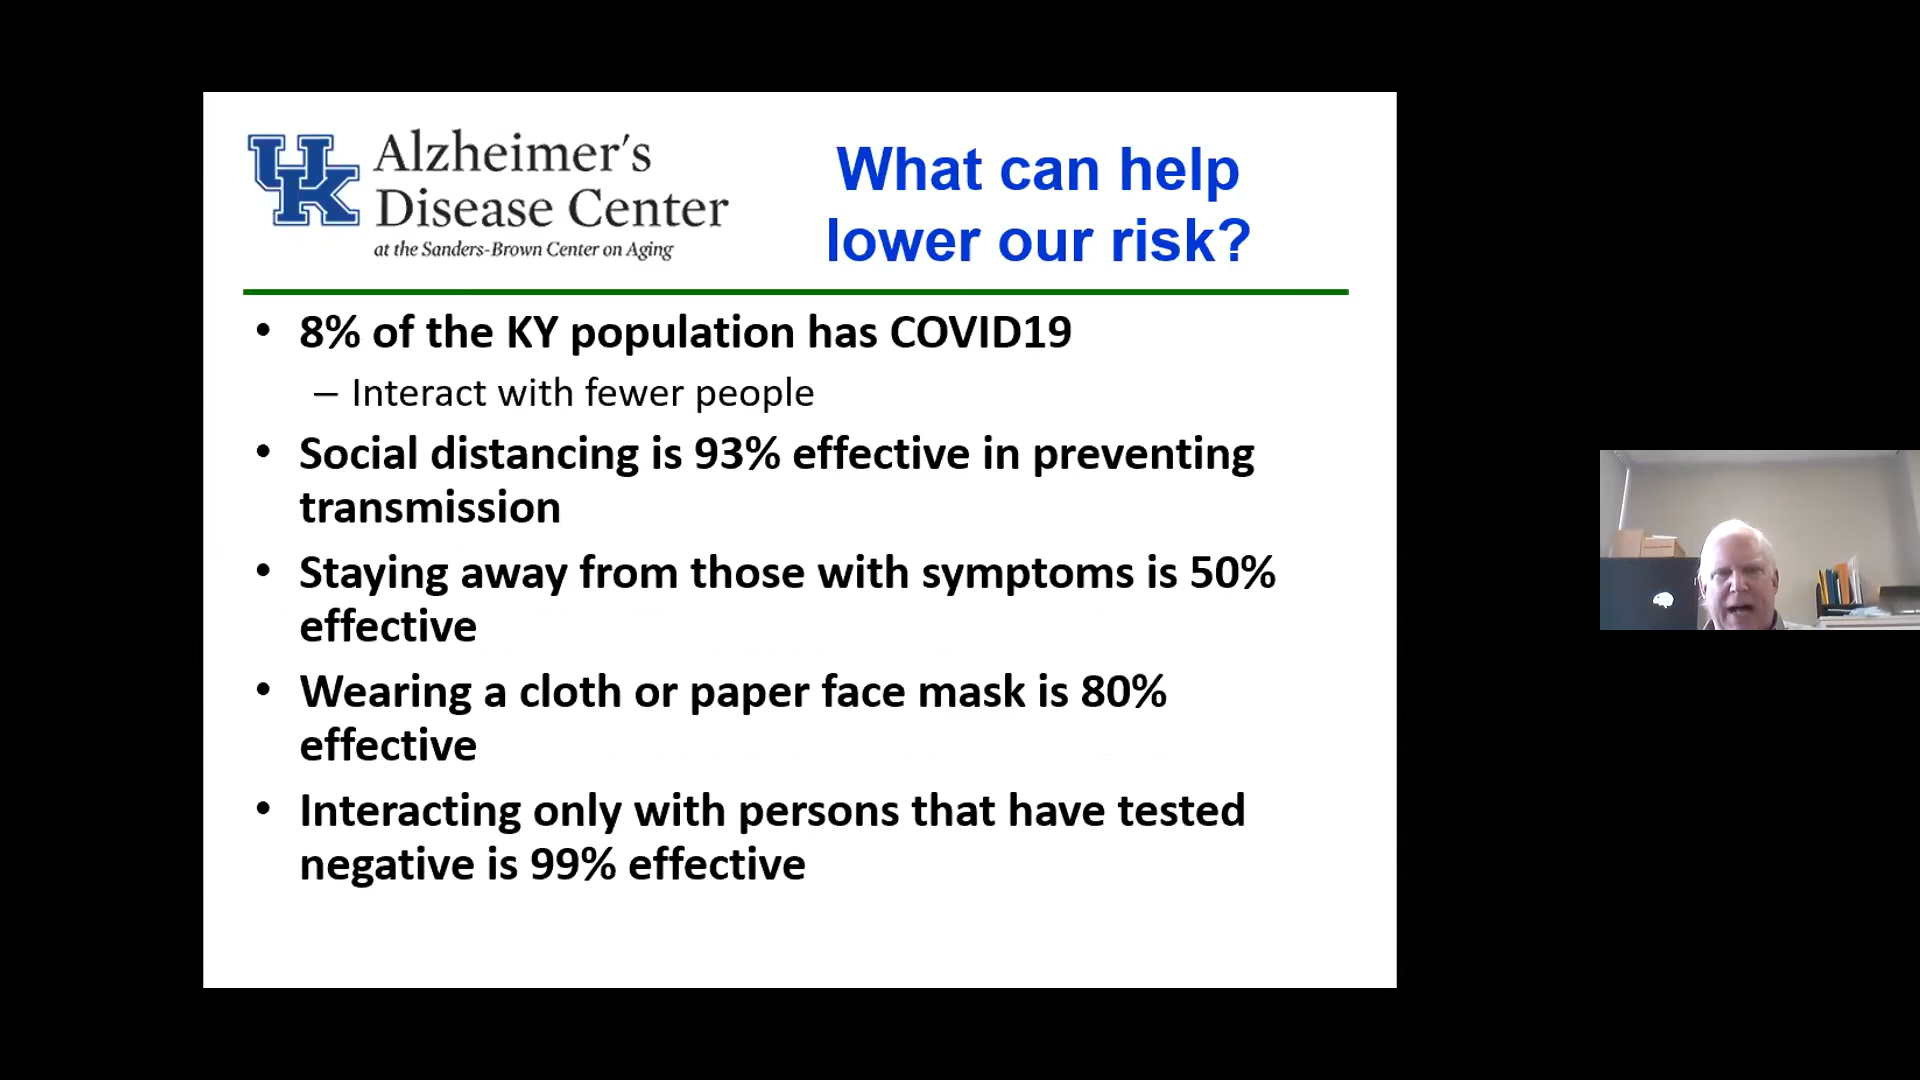 UK
Alzheimer's
Disease Center
at the Sanders-Brown Center on Aging
What can help
lower our risk?
• 8% of the KY population has COVID19
– Interact with fewer people
• Social distancing is 93% effective in preventing
transmission
• Staying away from those with symptoms is 50%
effective
• Wearing a cloth or paper face mask is 80%
effective
• Interacting only with persons that have tested
negative is 99% effective